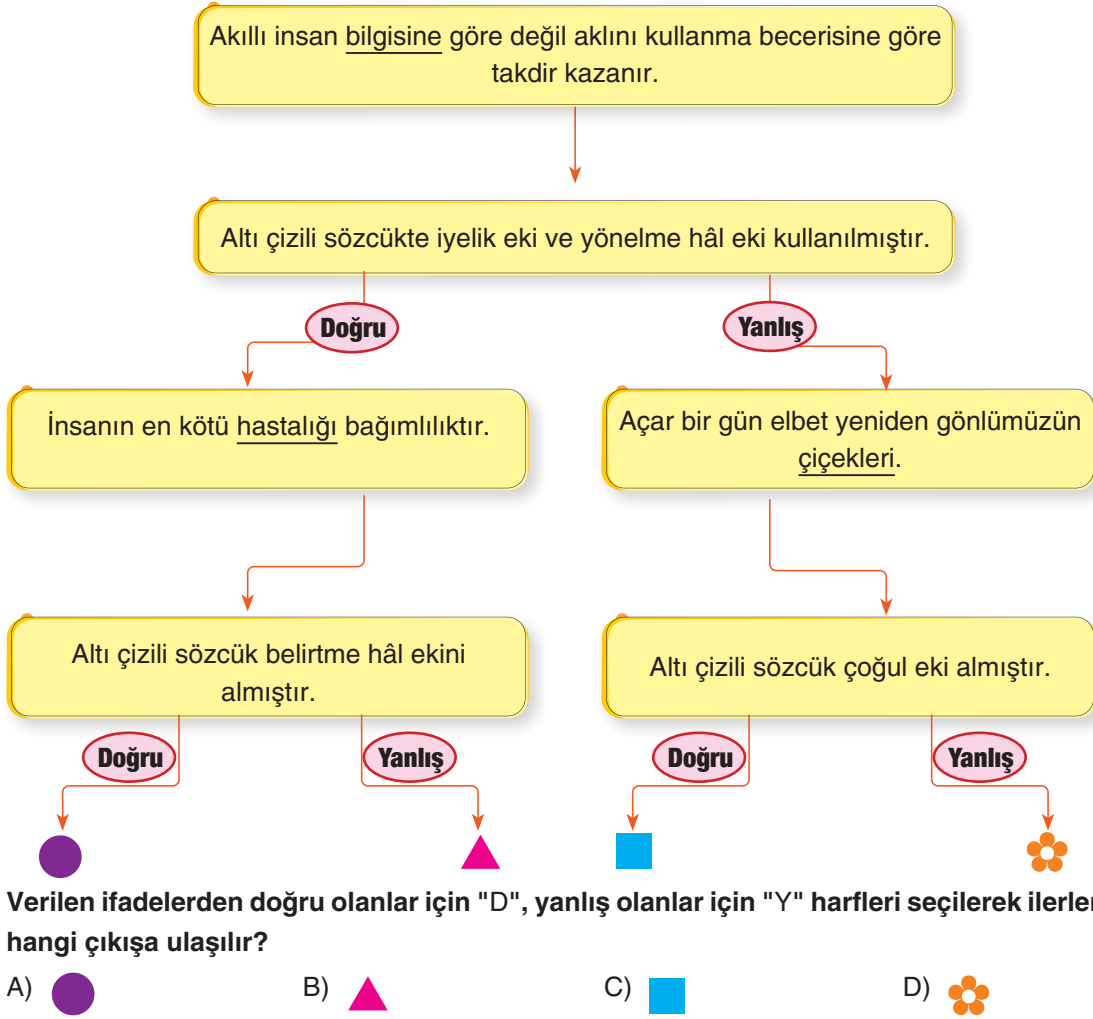 Akıllı insan bilgisine göre değil aklını kullanma becerisine göre
takdir kazanır.
Altı çizili sözcükte iyelik eki ve yönelme hâl eki kullanılmıştır.
Doğru
Yanlış
İnsanın en kötü hastalığı bağımlılıktır.
Açar bir gün elbet yeniden gönlümüzün
çiçekleri.
Altı çizili sözcük belirtme hâl ekini
almıştır.
Altı çizili sözcük çoğul eki almıştır.
Doğru
Yanlış
Doğru
Yanlış
Verilen ifadelerden doğru olanlar için "D", yanlış olanlar için "Y" harfleri seçilerek
hangi çıkışa ulaşılır?
A)
B)
C)
D)